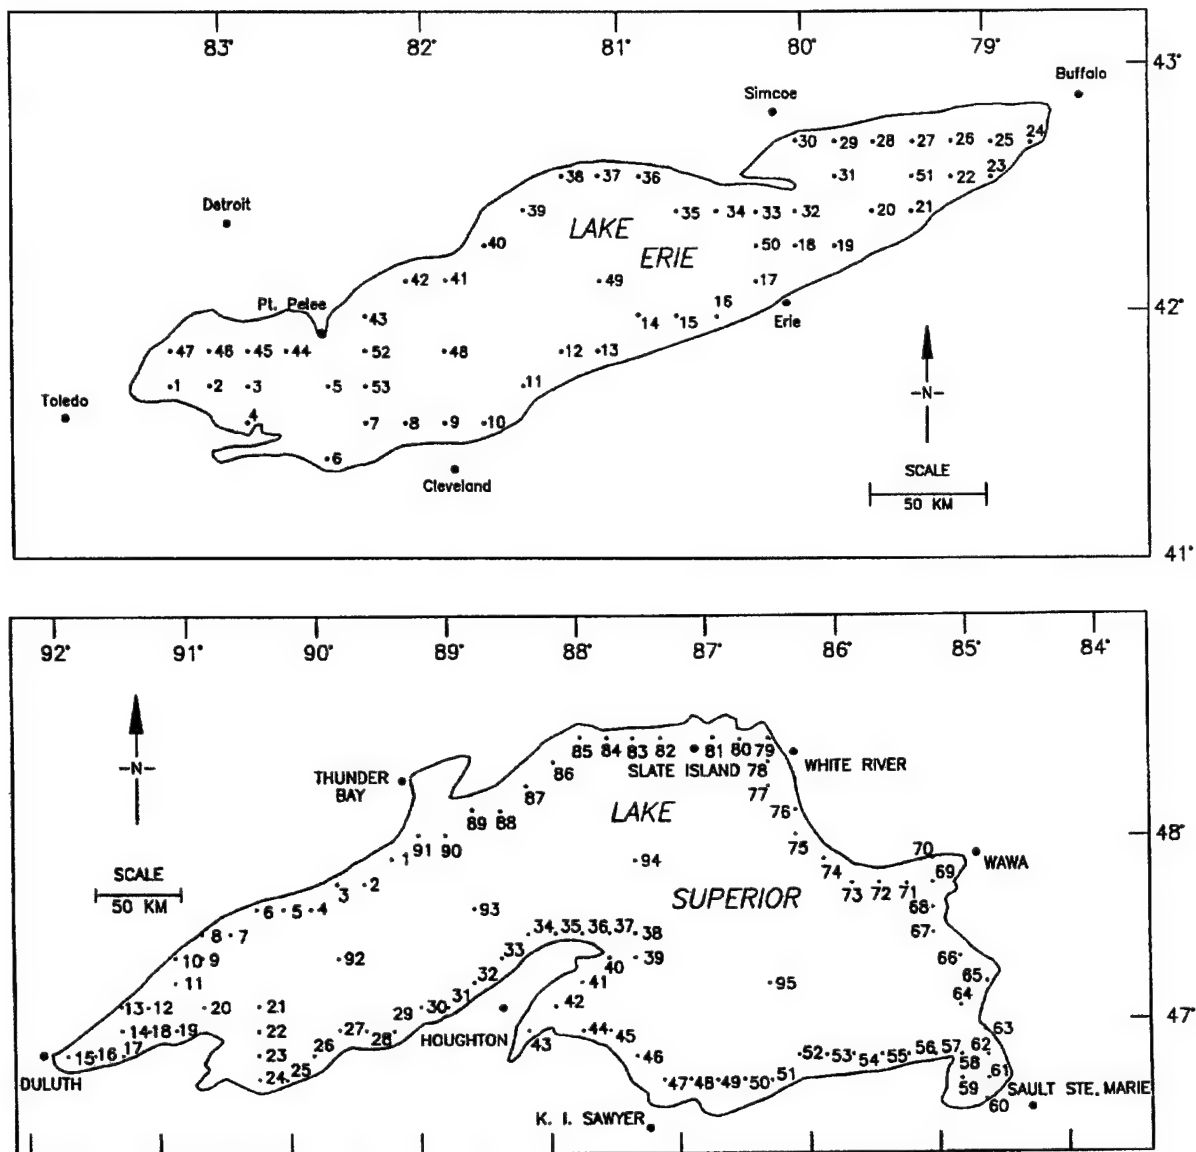 83° 82° 81° 80° 79°
43°
Buffalo
Simcoe
24
30 29 28 27 26 25
23
38 37 36 31 51 22
Detroit
39 35 34 33 32 20 21
LAKE
40 50 18 19
ERIE
42 41 49 17
16
42°
Pt. Pelee
43 14 15 Erie
47 46 45 44 52 48 12 13
1 2 3 5 53 11
-N-
Toledo
4 7 8 9 10
6
SCALE
Cleveland
50 KM
41°
92° 91° 90° 89° 88° 87° 86° 85° 84°
-N-
85 84 83 82 81 80 79
THUNDER
BAY
86 SLATE ISLAND 78 WHITE RIVER
87 77
89 88 LAKE 76
48°
91 90 75
1 94 74 70 WAWA
SCALE
50 KM
3 2 73 72 71 69
SUPERIOR
6 5 4 93 68
8 7 34 35 36 37 38 67
10 9 92 33 39 66
11 32 40 41 95 65
13 12 20 21 29 30 31 42 64
47°
14 18 19 22 27 28 HOUGHTON 43 44 45 63
15 16 17 23 26 46 52 53 54 55 56 57 62
DULUTH
24 25 47 48 49 50 51 58 61
59 60 SAULT STE. MARIE
K. I. SAWYER